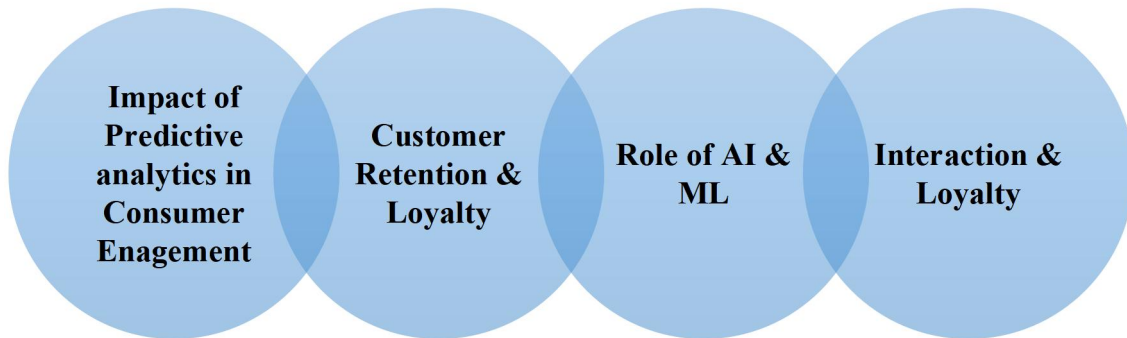 Impact of
Predictive
analytics in
Consumer
Enagement
Customer
Retention &
Loyalty
Role of AI &
ML
Interaction &
Loyalty